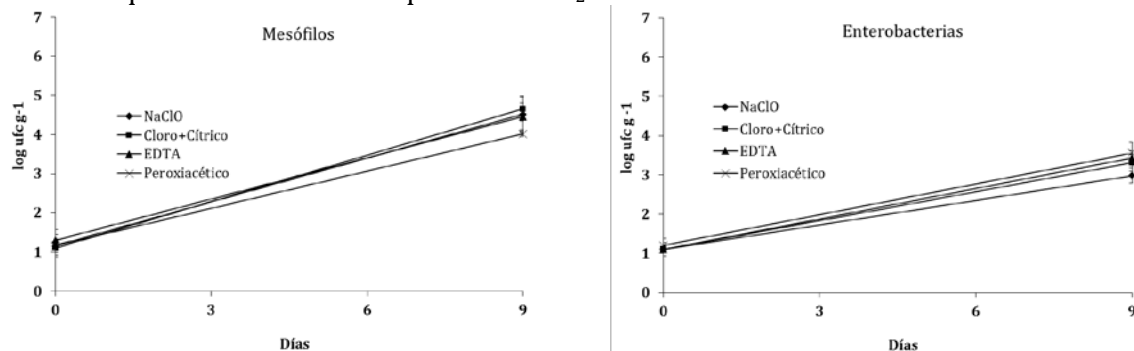 Mesófilos
7
6
5
4
3
2
1
0
log ufc g-1
NaClO
Cloro+Cítrico
EDTA
Peroxiacético
0
3
6
9
Días
Enterobacterias
7
6
5
4
3
2
1
0
log ufc g -1
NaClO
Cloro+Cítrico
EDTA
Peroxiacético
0
3
6
9
Días